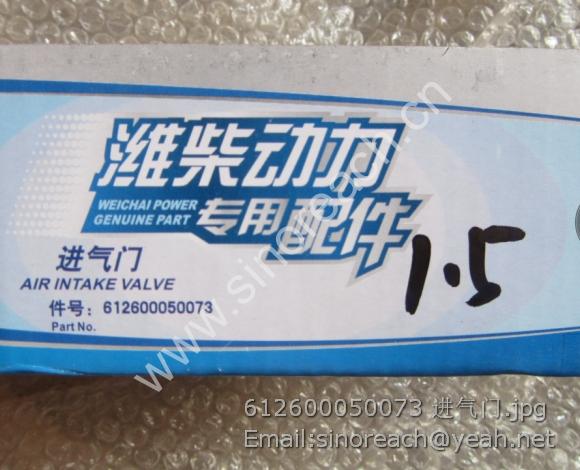 潍柴动力
WEICHAI POWER
GENUINE PART
专用配件
进气门
AIR INTAKE VALVE
件号：612600050073
Part No.
1.5
www.sinoreach.cn
612600050073 进气门.jpg
Email:sinoreach@yeah.net